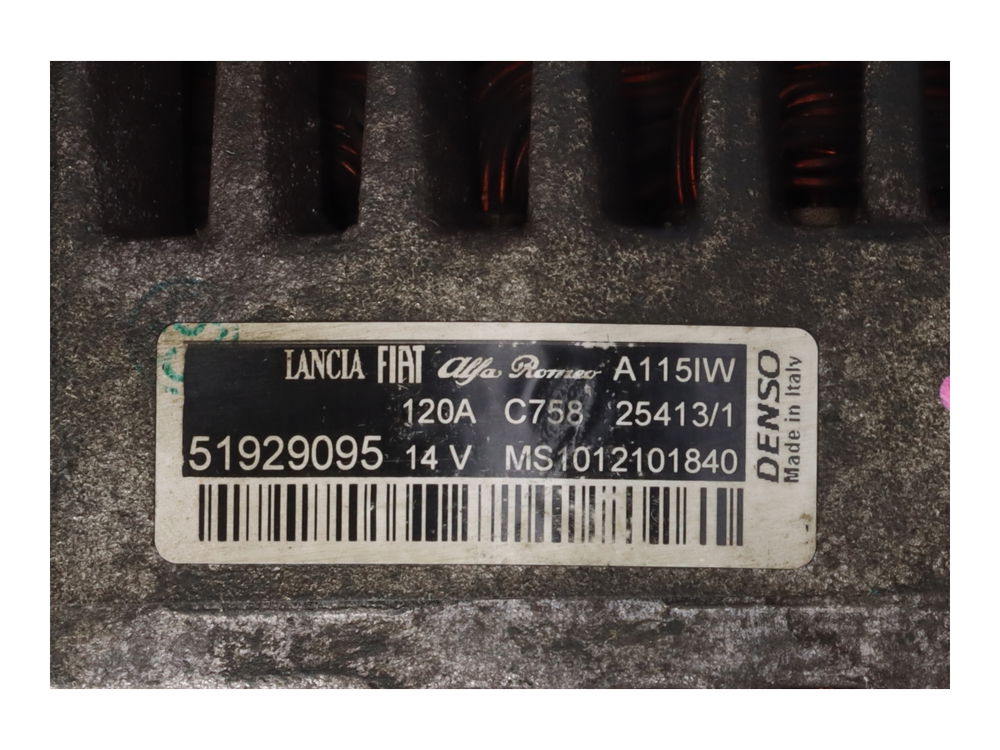 LANCIA FIAT Alfa Romeo A115IW
120A C758 25413/1
51929095 14 V MS1012101840
DENSO
Made in Italy